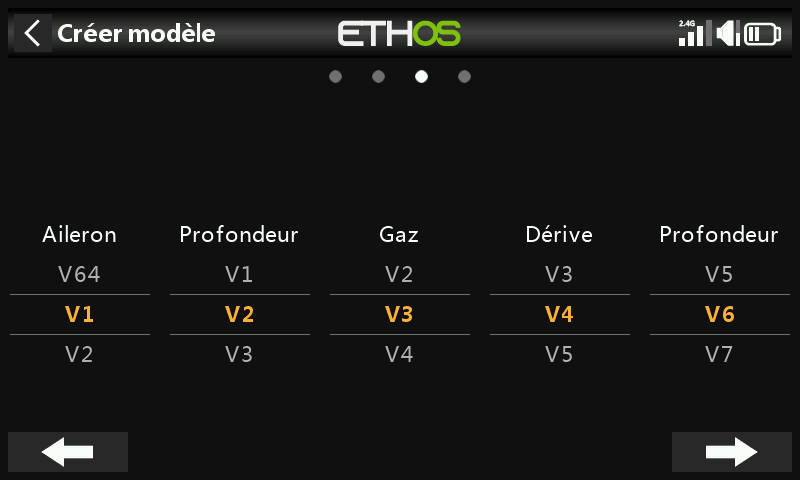 Créer modèle
ETHOS
2.4G
Aileron Profondeur Gaz Dérive Profondeur
V64 V1 V2 V3 V5
V1 V2 V3 V4 V6
V2 V3 V4 V5 V7